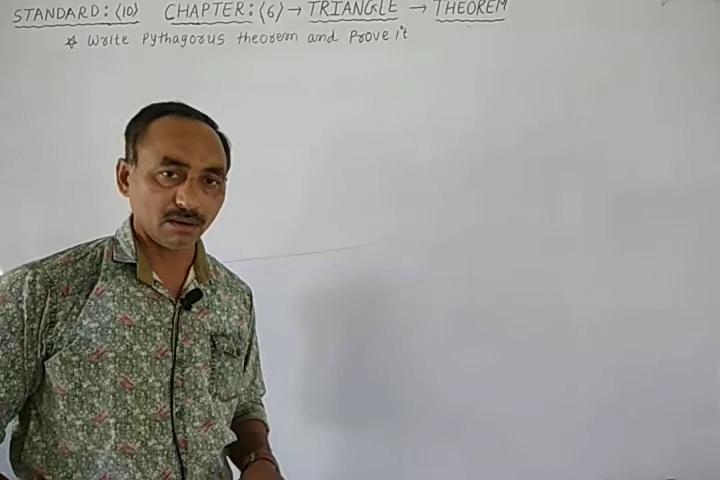 STANDARD:⟨10⟩ CHAPTER:⟨6⟩→ TRIANGLE → THEOREM
☆ Write Pythagorus theorem and Prove it